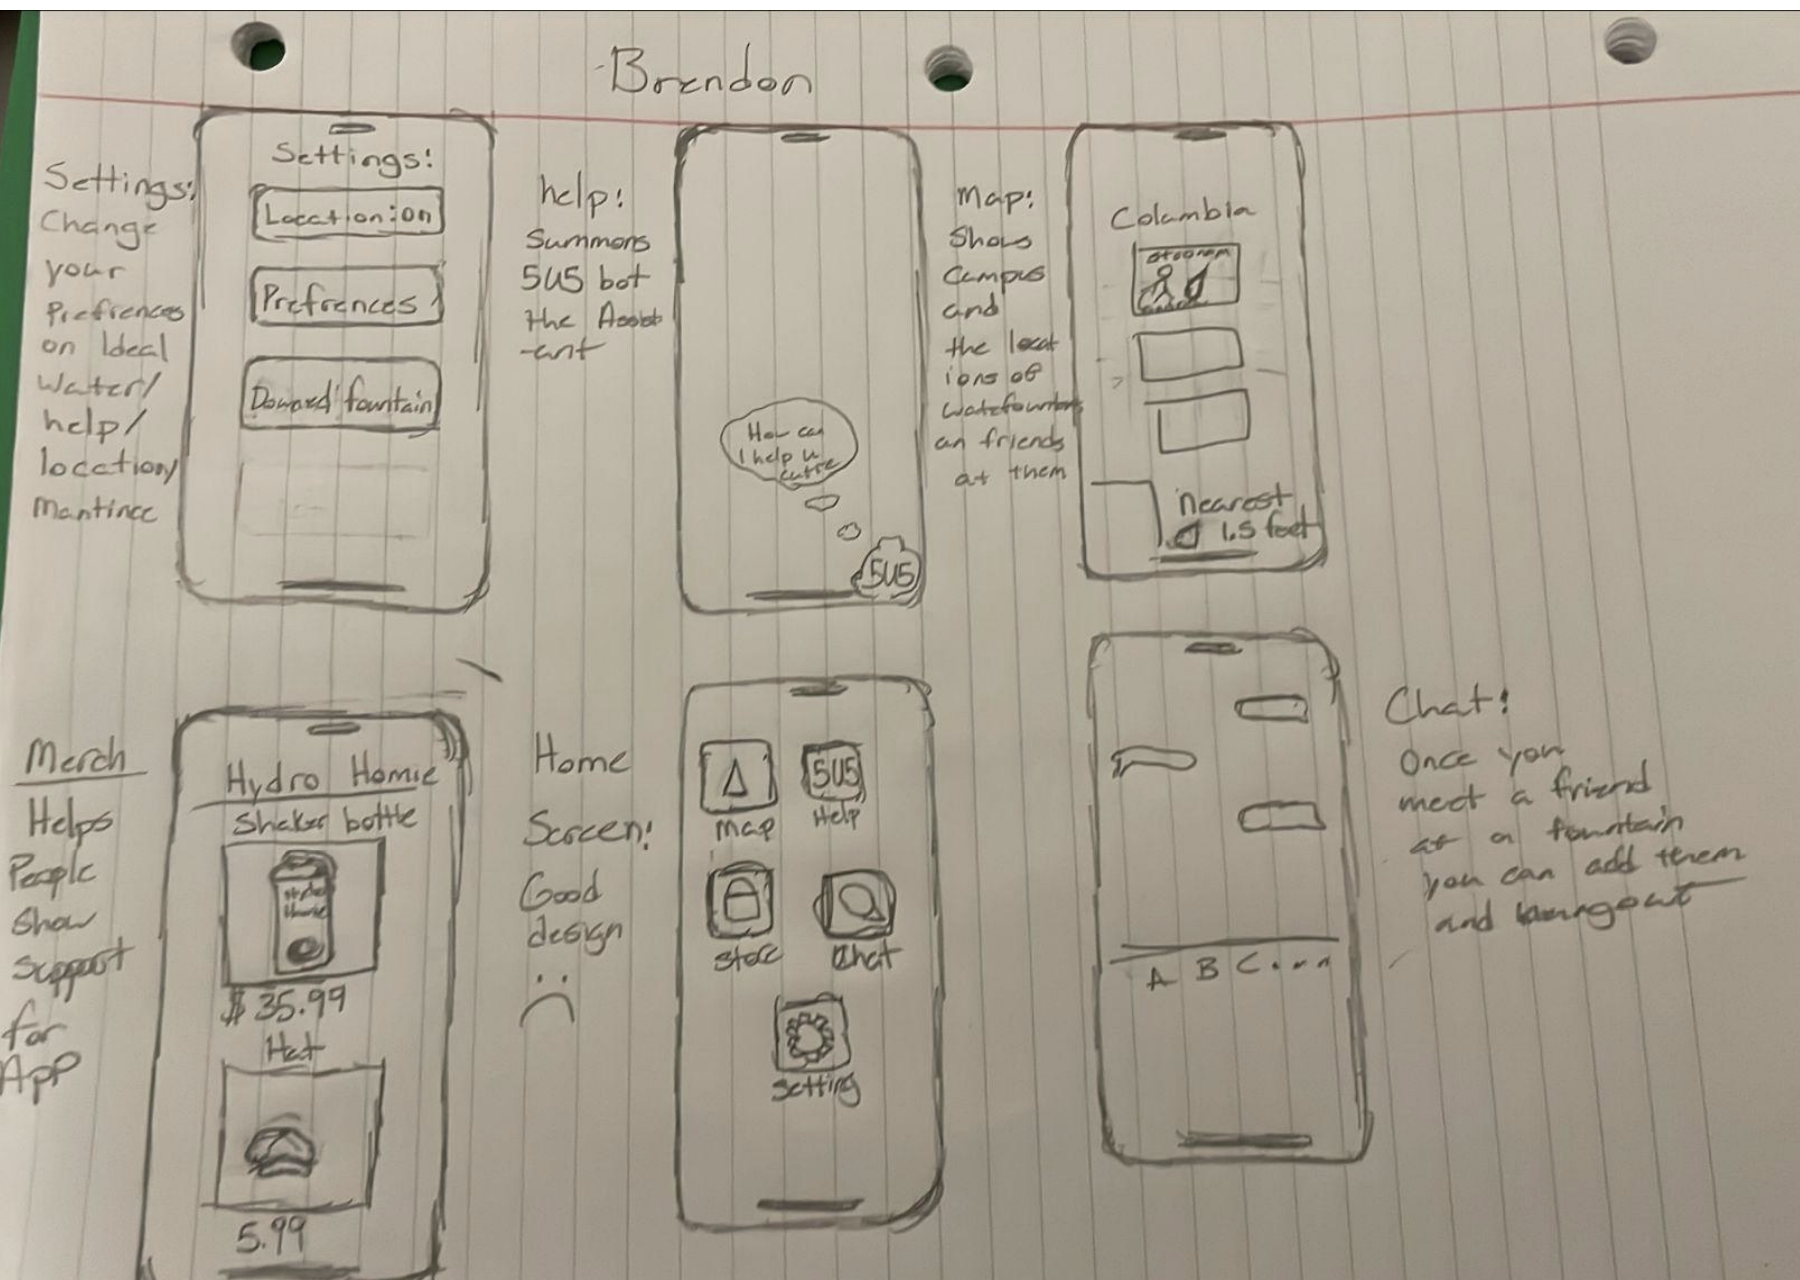 Brendon
Settings:
Change
your
Prefrences
on Ideal
Water/
help/
location/
Mantince
Settings:
Location: on
Prefrences
fountain
help:
Summons
SUS bot
the Assist
-ant
How can
I help u
cutie
SUS
Map:
Shows
Campus
and
the locat
ions of
an friends
at them
Columbia
Nearest
1.5 feet
Merch
Helps
People
Show
Support
for
App
Hydro Homie
Shaker bottle
Hydro
Homie
$35.99
Hat
5.99
Home
Screen:
Good
design
:(
SUS
Map
Help
Store
Chat
Setting
A B C...
Chat:
Once you
meet a friend
at a fountain
you can add them
and hangout